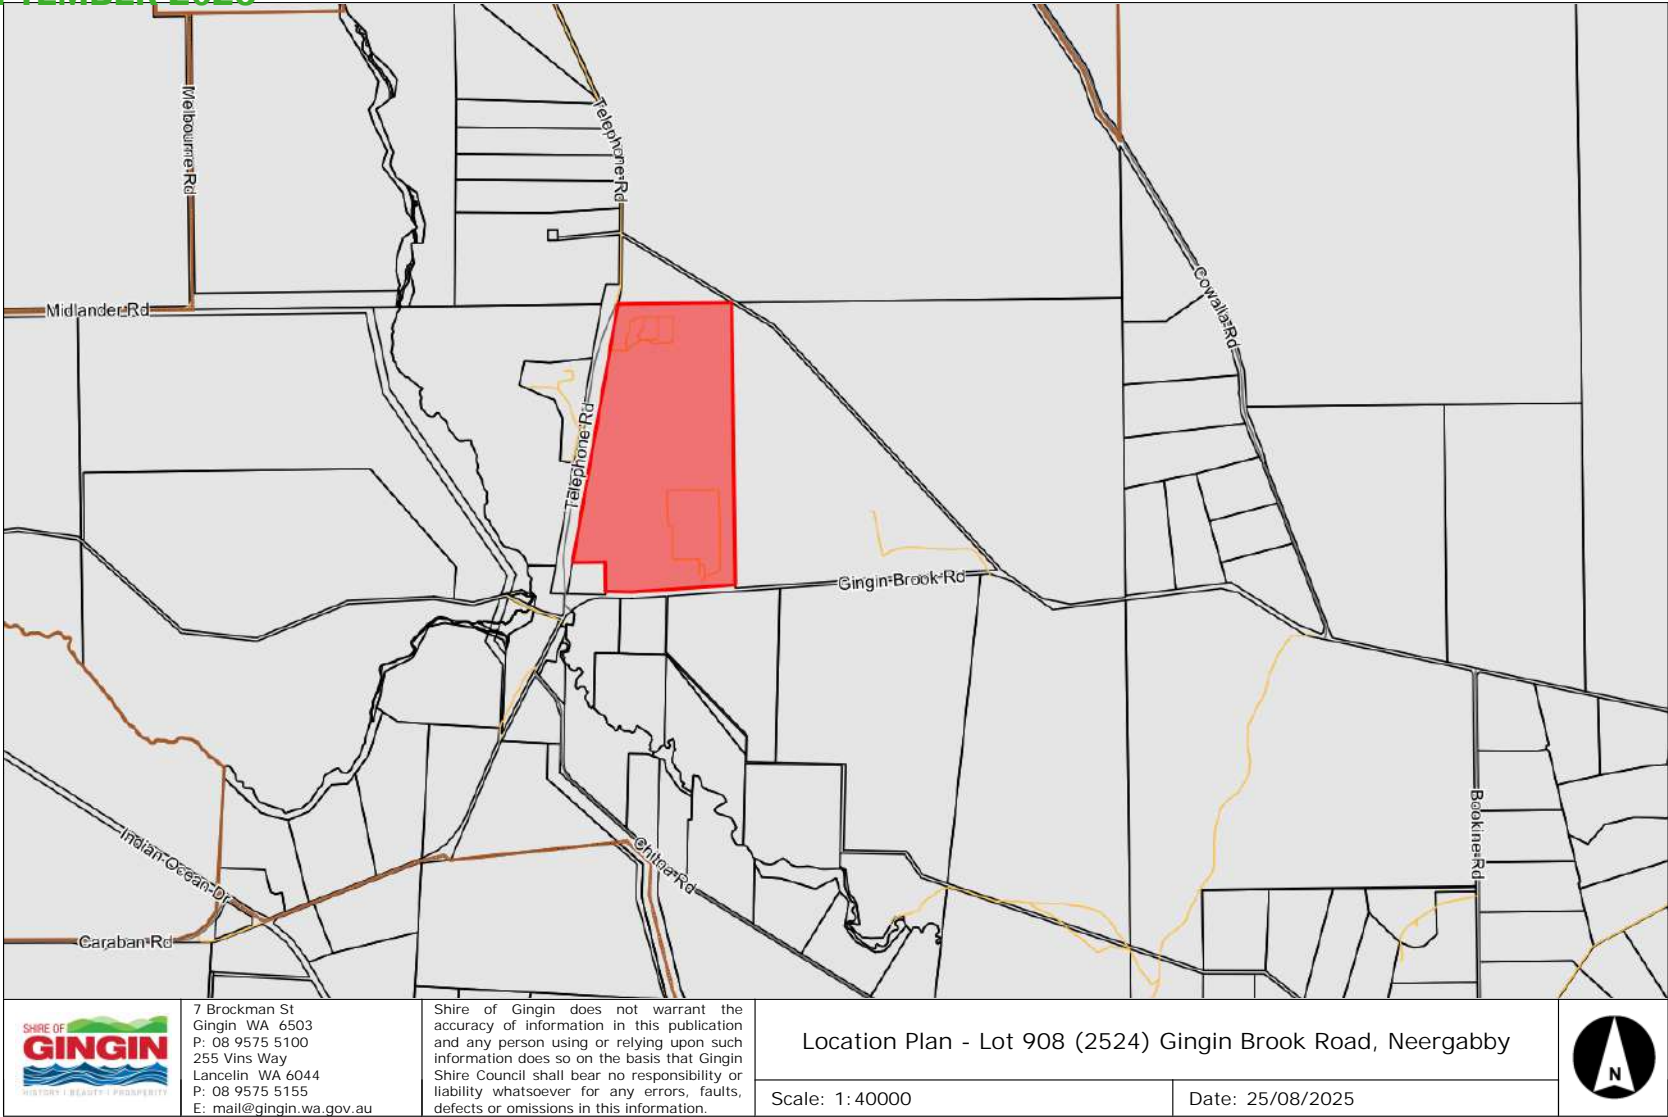 Melbourne Rd
Telephone Rd
Cowalla Rd
Midlander Rd
Telephone Rd
Gingin Brook Rd
Bookine Rd
Indian Ocean Dr
Chitna Rd
Caraban Rd
SHIRE OF
GINGIN
HISTORY | BEAUTY | PROSPERITY
7 Brockman St
Gingin WA 6503
P: 08 9575 5100
255 Vins Way
Lancelin WA 6044
P: 08 9575 5155
E: mail@gingin.wa.gov.au
Shire of Gingin does not warrant the
accuracy of information in this publication
and any person using or relying upon such
information does so on the basis that Gingin
Shire Council shall bear no responsibility or
liability whatsoever for any errors, faults,
defects or omissions in this information.
Location Plan - Lot 908 (2524) Gingin Brook Road, Neergabby
Scale: 1:40000
Date: 25/08/2025
N